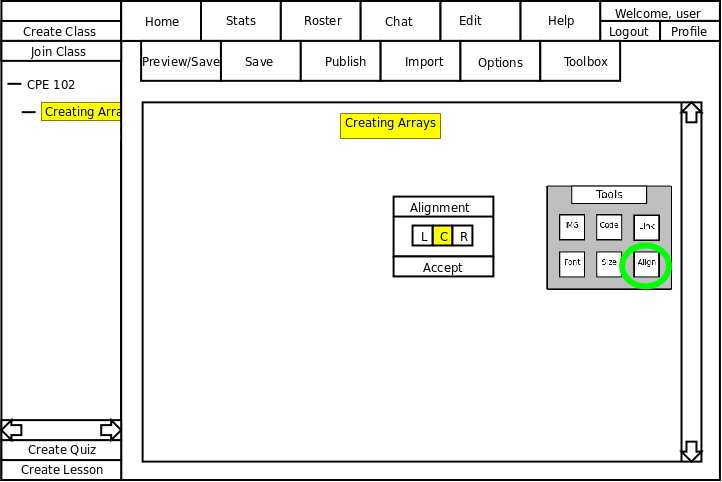 Home
Stats
Roster
Chat
Edit
Help
Welcome, user
Logout
Profile
Create Class
Join Class
CPE 102
Creating Arra
Preview/Save
Save
Publish
Import
Options
Toolbox
Creating Arrays
Alignment
L C R
Accept
Tools
IMG Code Link
Font Size Align
Create Quiz
Create Lesson